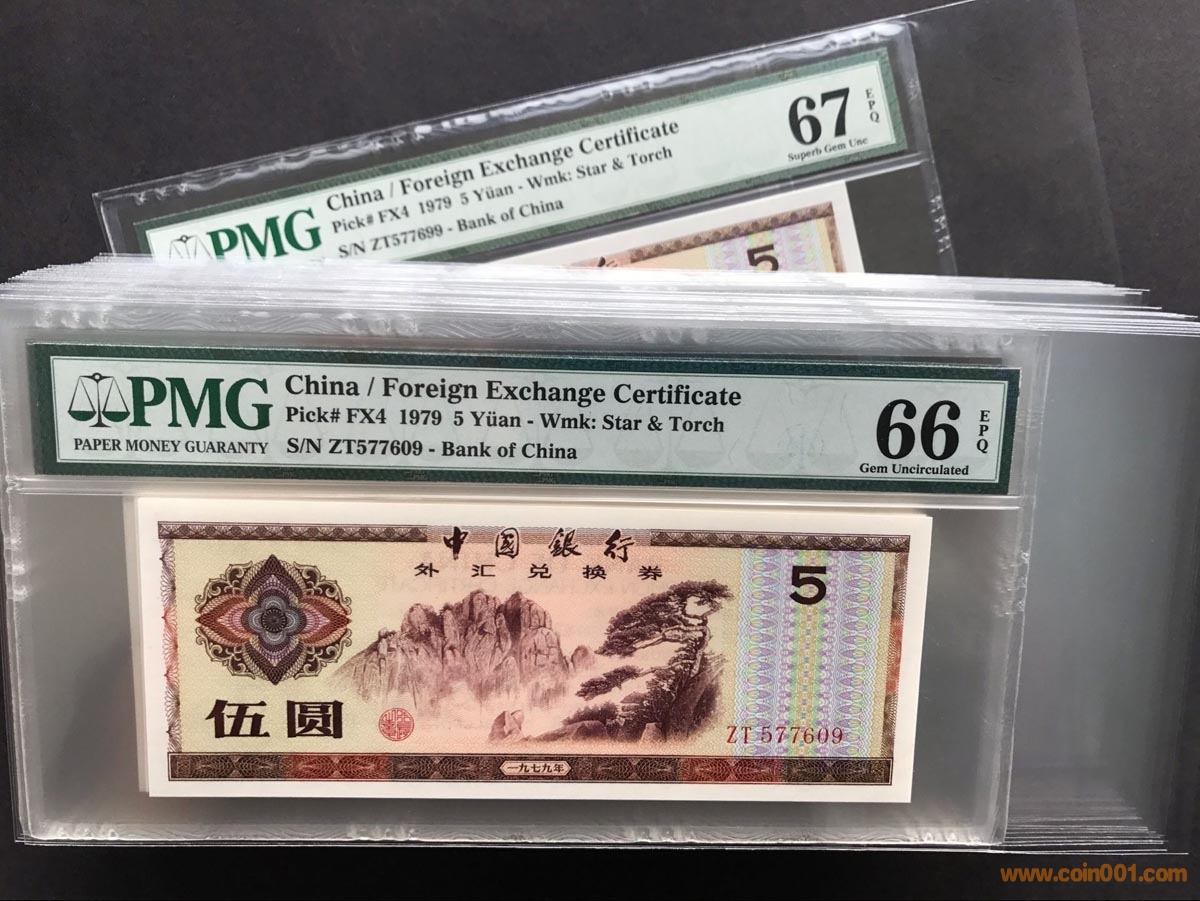 China / Foreign Exchange Certificate
Pick# FX4 1979 5 Yüan - Wmk: Star & Torch
S/N ZT577699 - Bank of China
PMG
67
EPQ
Superb Gem Unc
5
PMG
PAPER MONEY GUARANTY
China / Foreign Exchange Certificate
Pick# FX4 1979 5 Yüan - Wmk: Star & Torch
S/N ZT577609 - Bank of China
66
EPQ
Gem Uncirculated
中国銀行
外汇兑换券
5
伍圆
ZT 577609
一九七九年
www.coin001.com